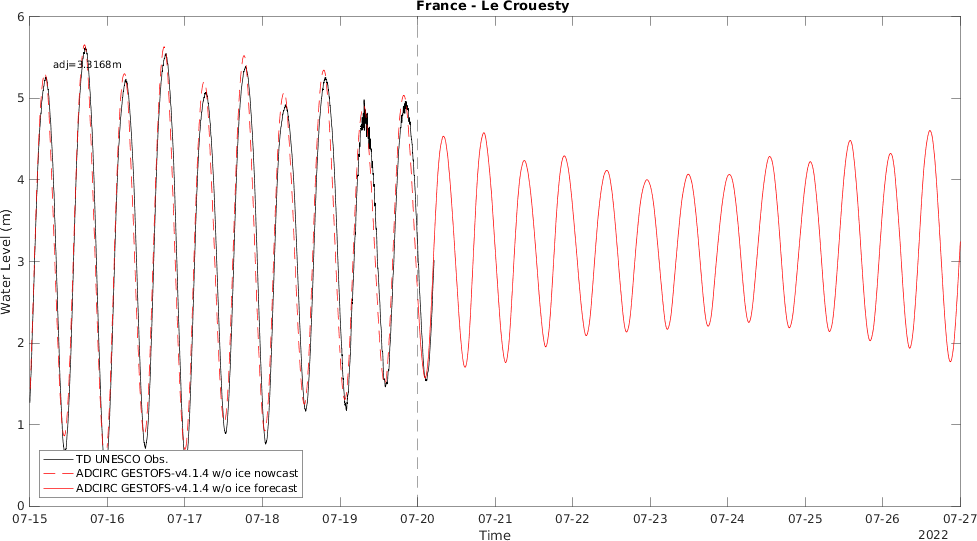 France - Le Crouesty
6
5
4
3
2
1
0
Water Level (m)
adj=3.3168m
TD UNESCO Obs.
ADCIRC GESTOFS-v4.1.4 w/o ice nowcast
ADCIRC GESTOFS-v4.1.4 w/o ice forecast
07-15 07-16 07-17 07-18 07-19 07-20 07-21 07-22 07-23 07-24 07-25 07-26 07-27
Time
2022